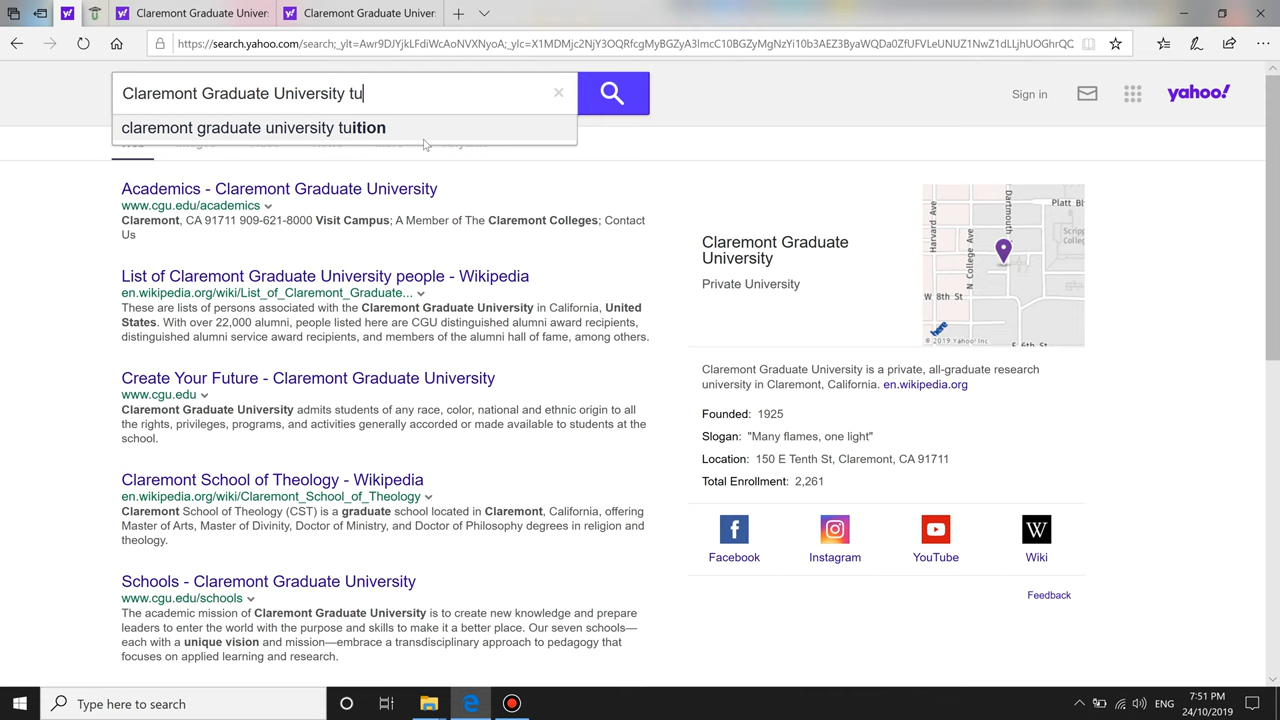 Claremont Graduate Univer:
Claremont Graduate Univer:
https://search.yahoo.com/search;_ylt=Awr9DJYjkLFdiWcAoNVXNyoA;_ylc=X1MDMjc2NjY3OQRfcgMyBGZyA3lmcC10BGZyMgNzYi10b3AEZ3ByaWQDa0ZfUFVLeUNUZ1NwZ1dLLjhUOGhrQC
Claremont Graduate University tu
Sign in
yahoo!
claremont graduate university tuition
Academics - Claremont Graduate University
www.cgu.edu/academics
Claremont, CA 91711 909-621-8000 Visit Campus; A Member of The Claremont Colleges; Contact
Us
List of Claremont Graduate University people - Wikipedia
en.wikipedia.org/wiki/List_of_Claremont_Graduate...
These are lists of persons associated with the Claremont Graduate University in California, United
States. With over 22,000 alumni, people listed here are CGU distinguished alumni award recipients,
distinguished alumni service award recipients, and members of the alumni hall of fame, among others.
Create Your Future - Claremont Graduate University
www.cgu.edu
Claremont Graduate University admits students of any race, color, national and ethnic origin to all
the rights, privileges, programs, and activities generally accorded or made available to students at the
school.
Claremont School of Theology - Wikipedia
en.wikipedia.org/wiki/Claremont_School_of_Theology
Claremont School of Theology (CST) is a graduate school located in Claremont, California, offering
Master of Arts, Master of Divinity, Doctor of Ministry, and Doctor of Philosophy degrees in religion and
theology.
Schools - Claremont Graduate University
www.cgu.edu/schools
The academic mission of Claremont Graduate University is to create new knowledge and prepare
leaders to enter the world with the purpose and skills to make it a better place. Our seven schools—
each with a unique vision and mission—embrace a transdisciplinary approach to pedagogy that
focuses on applied learning and research.
Claremont Graduate
University
Private University
Harvard Ave
N College Ave
Dartmouth
Platt Bl
Scrip
Colleg
W 8th St
E 6th St
here
© 2019 Yahoo! Inc
Claremont Graduate University is a private, all-graduate research
university in Claremont, California. en.wikipedia.org
Founded: 1925
Slogan: "Many flames, one light"
Location: 150 E Tenth St, Claremont, CA 91711
Total Enrollment: 2,261
Facebook
Instagram
YouTube
W
Wiki
Feedback
Type here to search
ENG
7:51 PM
24/10/2019